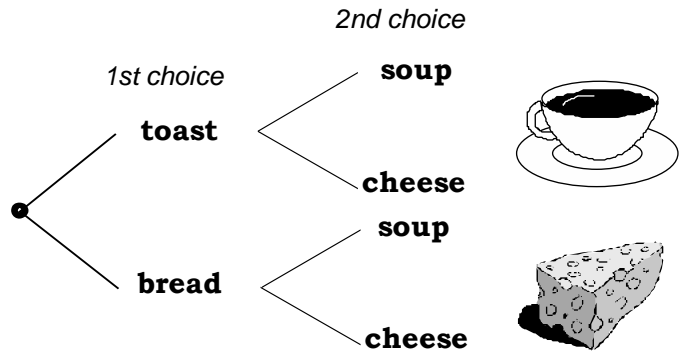 2nd choice
1st choice
soup
toast
cheese
soup
bread
cheese